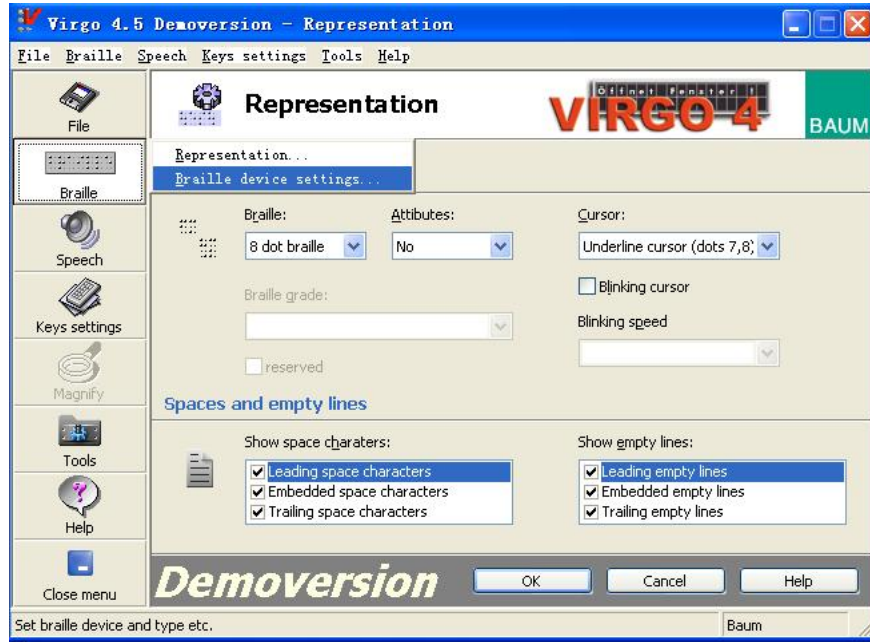 Virgo 4.5 Demoversion - Representation
File Braille Speech Keys settings Tools Help
File
Representation
Öffnet Fenster !
VIRGO 4
BAUM
Representation...
Braille device settings...
Braille
Braille: Attibutes: Cursor:
8 dot braille No Underline cursor (dots 7,8)
Speech
Blinking cursor
Braille grade: Blinking speed
Keys settings
reserved
Magnify
Spaces and empty lines
Show space charaters: Show empty lines:
Leading space characters Leading empty lines
Embedded space characters Embedded empty lines
Trailing space characters Trailing empty lines
Tools
Help
Close menu
Demoversion OK Cancel Help
Set braille device and type etc. Baum